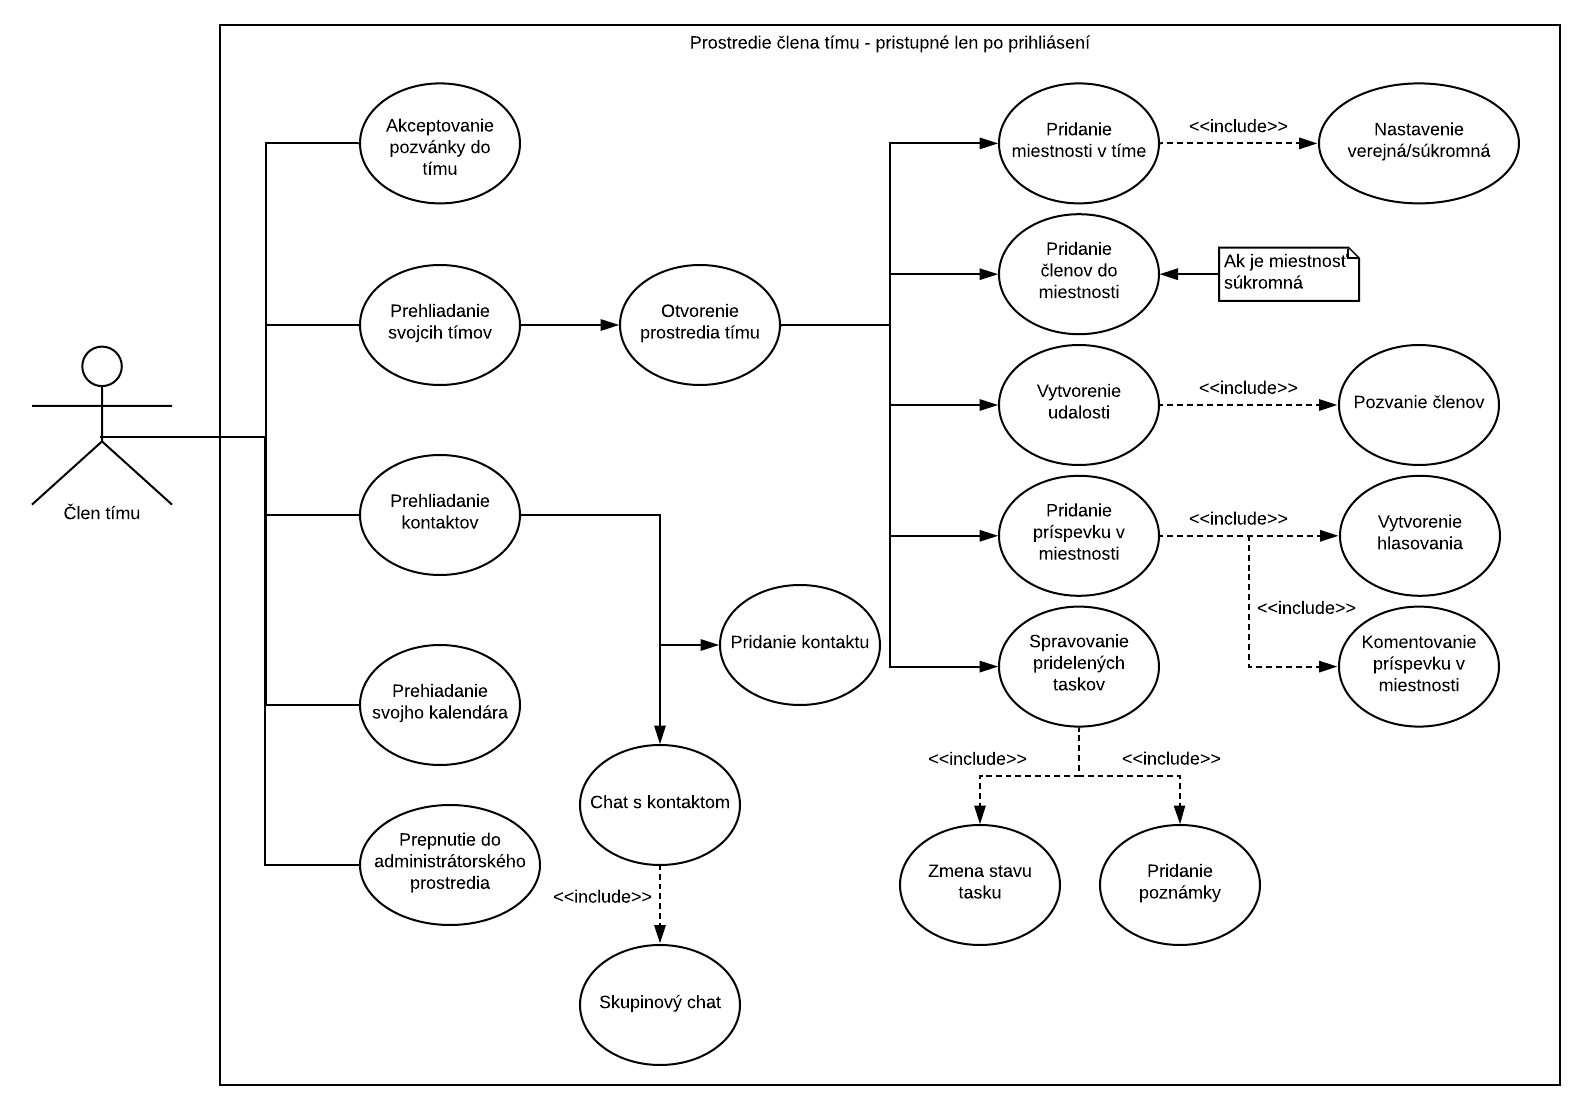 Prostredie člena tímu - pristupné len po prihliásení
Akceptovanie
pozvánky do
tímu
Pridanie
miestnosti v tíme
<<include>>
Nastavenie
verejná/súkromná
Pridanie
členov do
miestnosti
Ak je miestnosť
súkromná
Prehliadanie
svojcih tímov
Otvorenie
prostredia tímu
Vytvorenie
udalosti
<<include>>
Pozvanie členov
Člen tímu
Prehliadanie
kontaktov
Pridanie
príspevku v
miestnosti
<<include>>
Vytvorenie
hlasovania
<<include>>
Pridanie kontaktu
Spravovanie
pridelených
taskov
Komentovanie
príspevku v
miestnosti
Prehiadanie
svojho kalendára
<<include>>
<<include>>
Chat s kontaktom
Prepnutie do
administrátorského
prostredia
Zmena stavu
tasku
Pridanie
poznámky
<<include>>
Skupinový chat